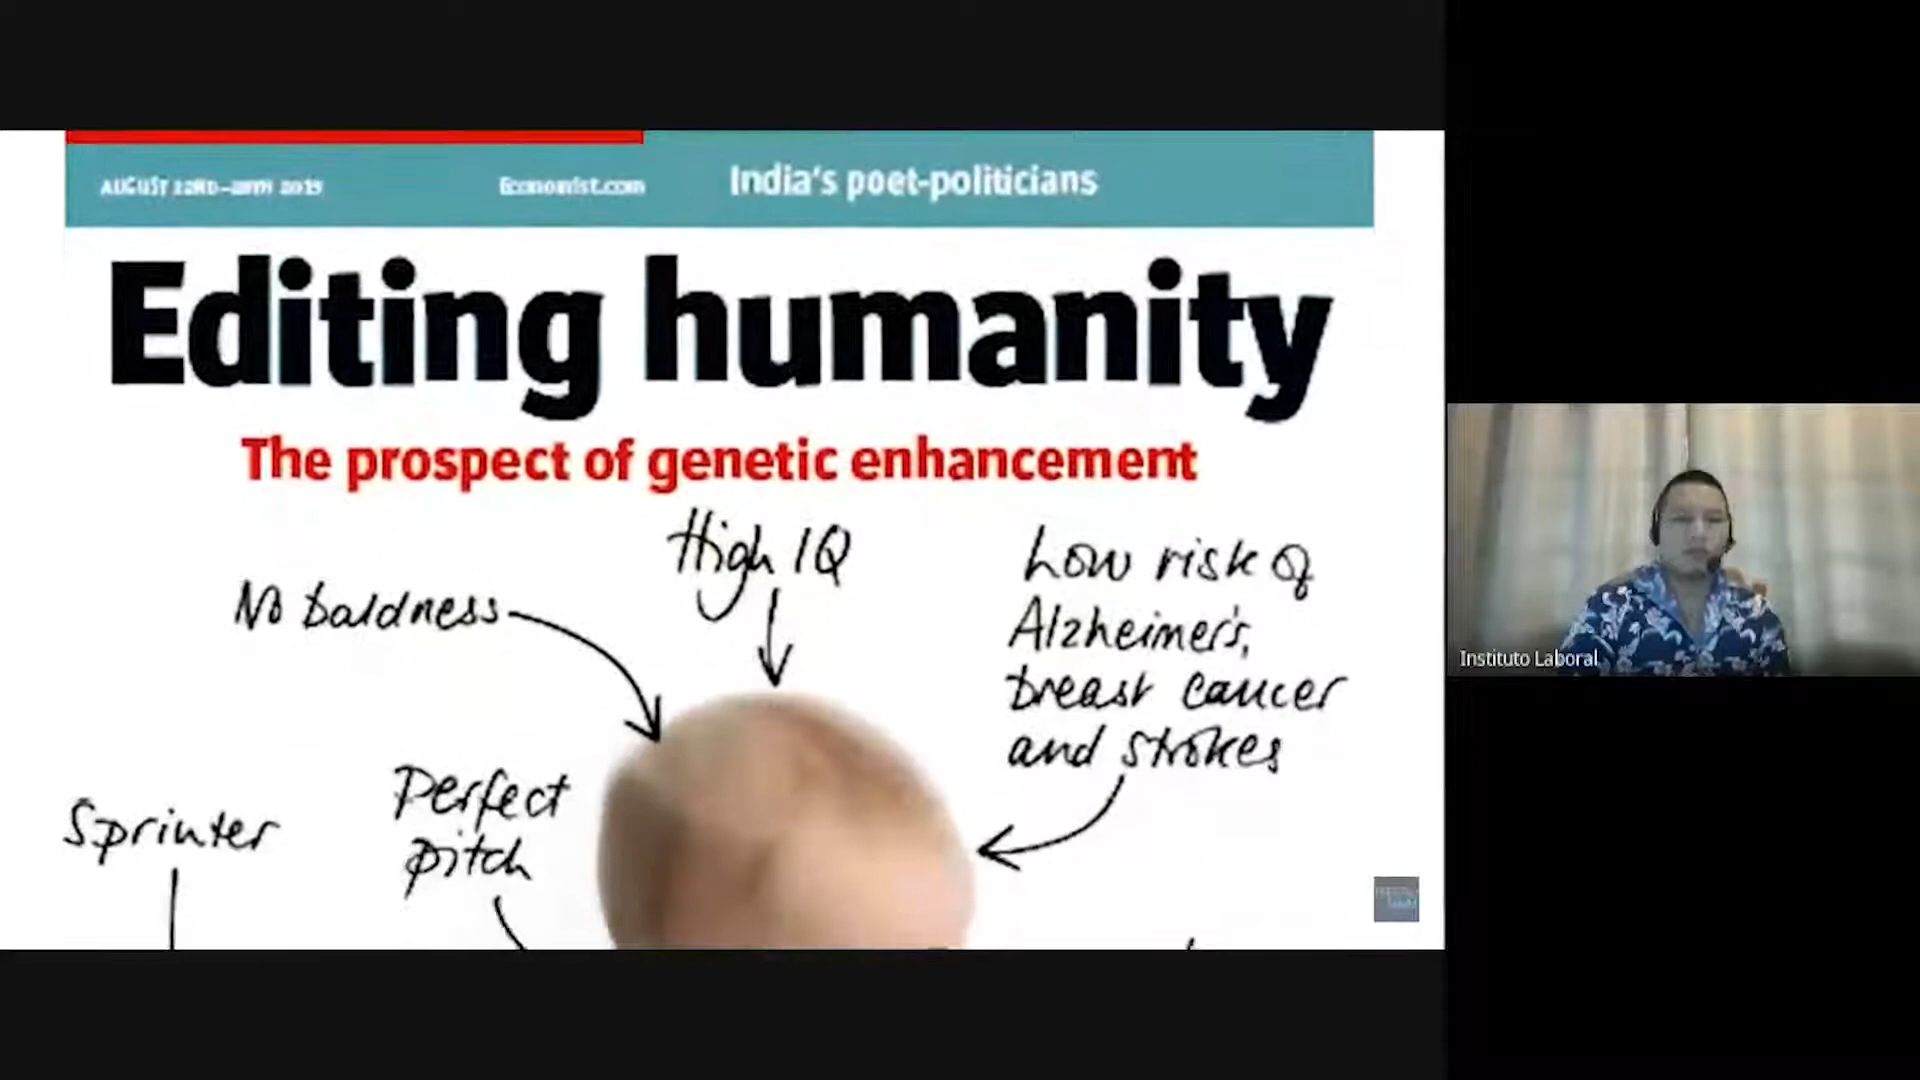 India's poet-politicians
Economist.com
Editing humanity
The prospect of genetic enhancement
High IQ
No baldness
Low risk of
Alzheimer's,
breast cancer
and strokes
Perfect
pitch
Sprinter
Instituto Laboral